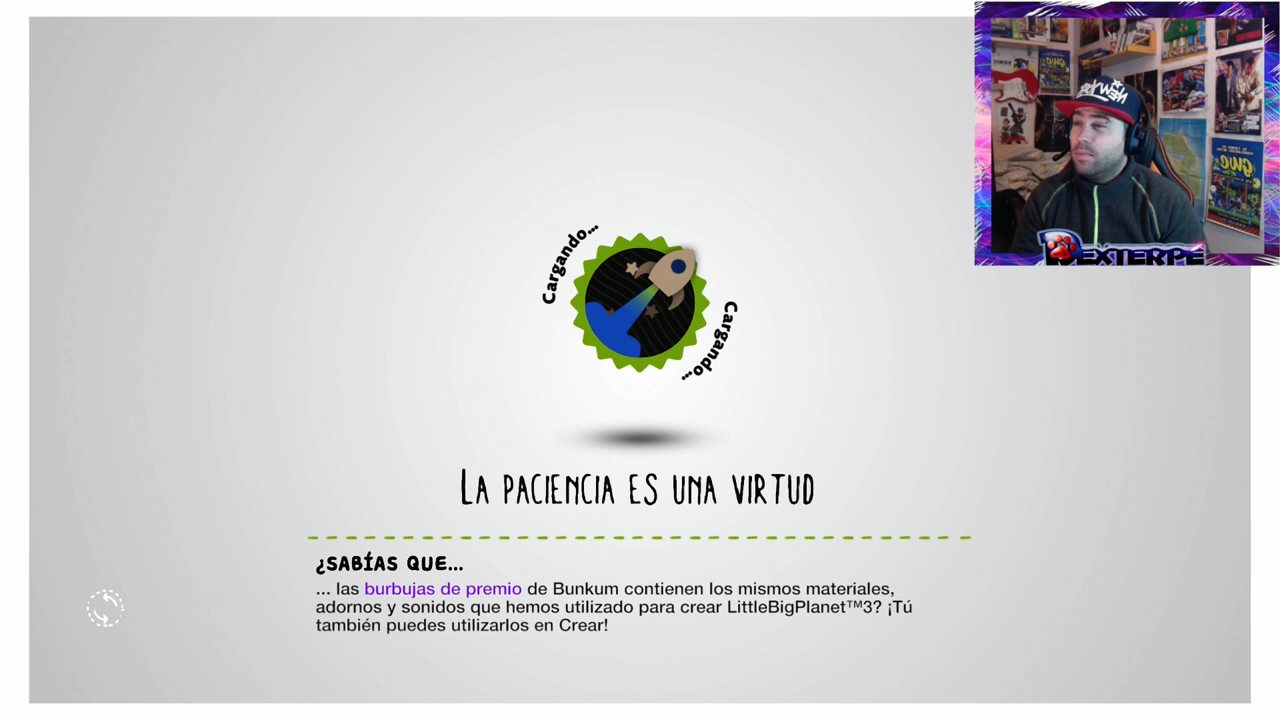 Cargando...
Cargando...
LA PACIENCIA ES UNA VIRTUD
¿SABÍAS QUE...
... las burbujas de premio de Bunkum contienen los mismos materiales,
adornos y sonidos que hemos utilizado para crear LittleBigPlanet™3? ¡Tú
también puedes utilizarlos en Crear!
DEXTERPE
SONIC